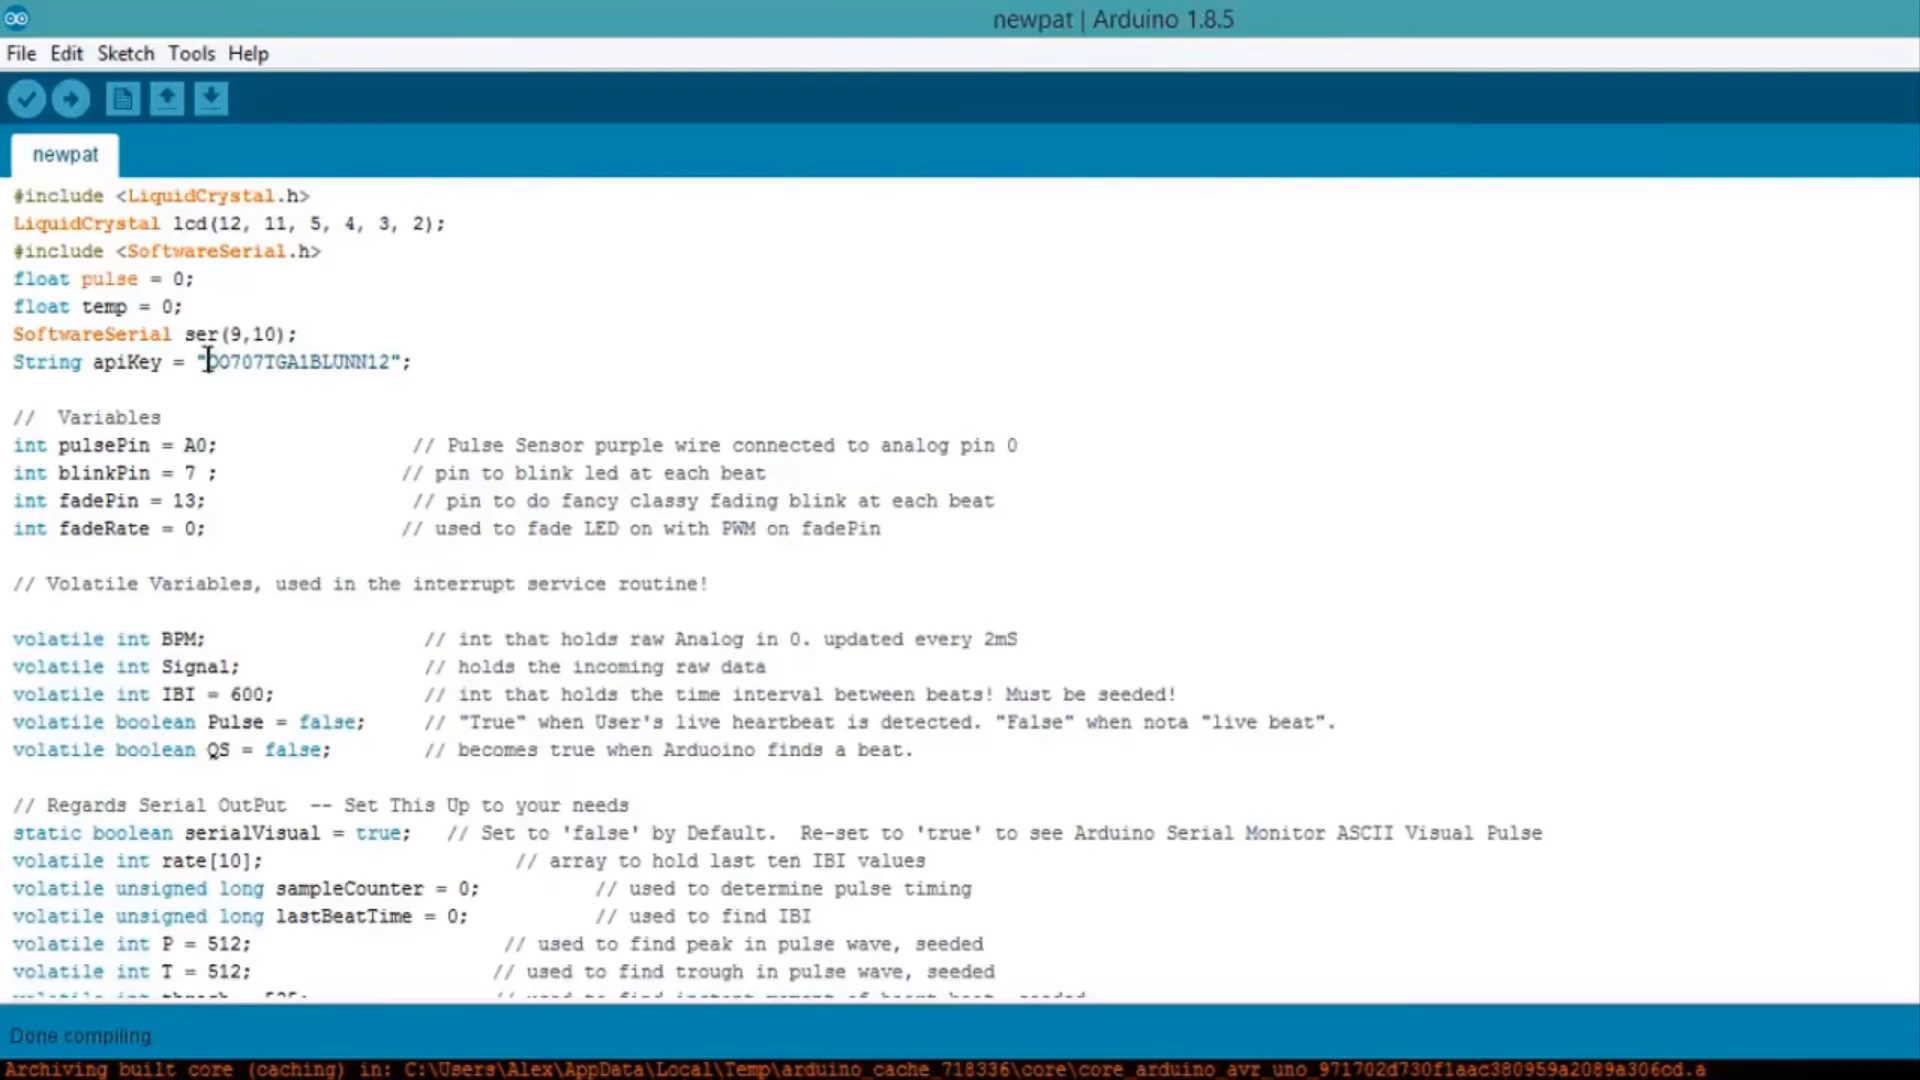 newpat | Arduino 1.8.5
File Edit Sketch Tools Help
newpat
#include <LiquidCrystal.h>
LiquidCrystal lcd(12, 11, 5, 4, 3, 2);
#include <SoftwareSerial.h>
float pulse = 0;
float temp = 0;
SoftwareSerial ser(9,10);
String apiKey =
// Variables
int pulsePin = A0; // Pulse Sensor purple wire connected to analog pin 0
int blinkPin = 7 ; // pin to blink led at each beat
int fadePin = 13; // pin to do fancy classy fading blink at each beat
int fadeRate = 0; // used to fade LED on with PWM on fadePin
// Volatile Variables, used in the interrupt service routine!
volatile int BPM; // int that holds raw Analog in 0. updated every 2mS
volatile int Signal; // holds the incoming raw data
volatile int IBI = 600; // int that holds the time interval between beats! Must be seeded!
volatile boolean Pulse = false; // "True" when User's live heartbeat is detected. "False" when nota "live beat".
volatile boolean QS = false; // becomes true when Arduoino finds a beat.
// Regards Serial OutPut -- Set This Up to your needs
static boolean serialVisual = true; // Set to 'false' by Default. Re-set to 'true' to see Arduino Serial Monitor ASCII Visual Pulse
volatile int rate[10]; // array to hold last ten IBI values
volatile unsigned long sampleCounter = 0; // used to determine pulse timing
volatile unsigned long lastBeatTime = 0; // used to find IBI
volatile int P = 512; // used to find peak in pulse wave, seeded
volatile int T = 512; // used to find trough in pulse wave, seeded
Done compiling.
Archiving built core (caching) in: C:\Users\Alex\AppData\Local\Temp\arduino_cache_718336\core\core_arduino_avr_uno_971702d730f1aac380959a2089a306cd.a